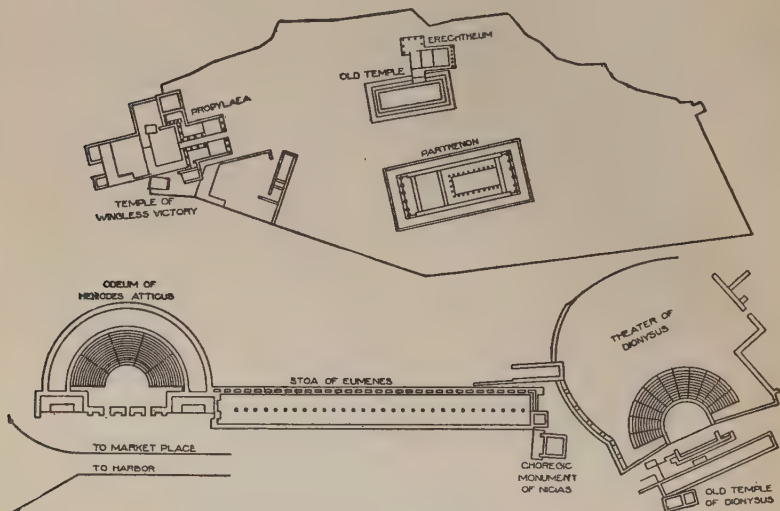 ERECHTHEUM
OLD TEMPLE
PROPYLAEA
PARTHENON
TEMPLE OF
WINGLESS VICTORY
ODEUM OF
HERODES ATTICUS
THEATER OF
DIONYSUS
STOA OF EUMENES
TO MARKET PLACE
TO HARBOR
CHOREGIC
MONUMENT
OF NICIAS
OLD TEMPLE
OF DIONYSUS